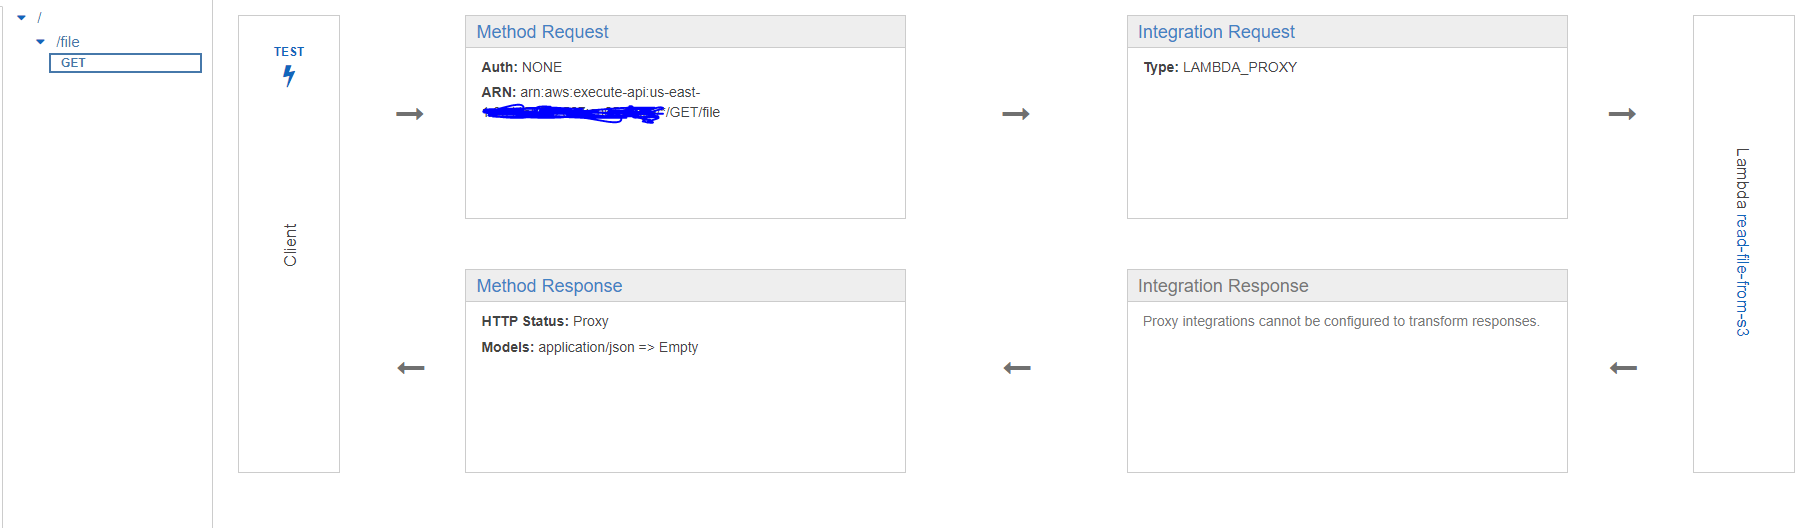 /
/file
GET
TEST
Client
Method Request
Auth: NONE
ARN: arn:aws:execute-api:us-east-
/GET/file
Integration Request
Type: LAMBDA_PROXY
Lambda read-file-from-s3
Method Response
HTTP Status: Proxy
Models: application/json => Empty
Integration Response
Proxy integrations cannot be configured to transform responses.